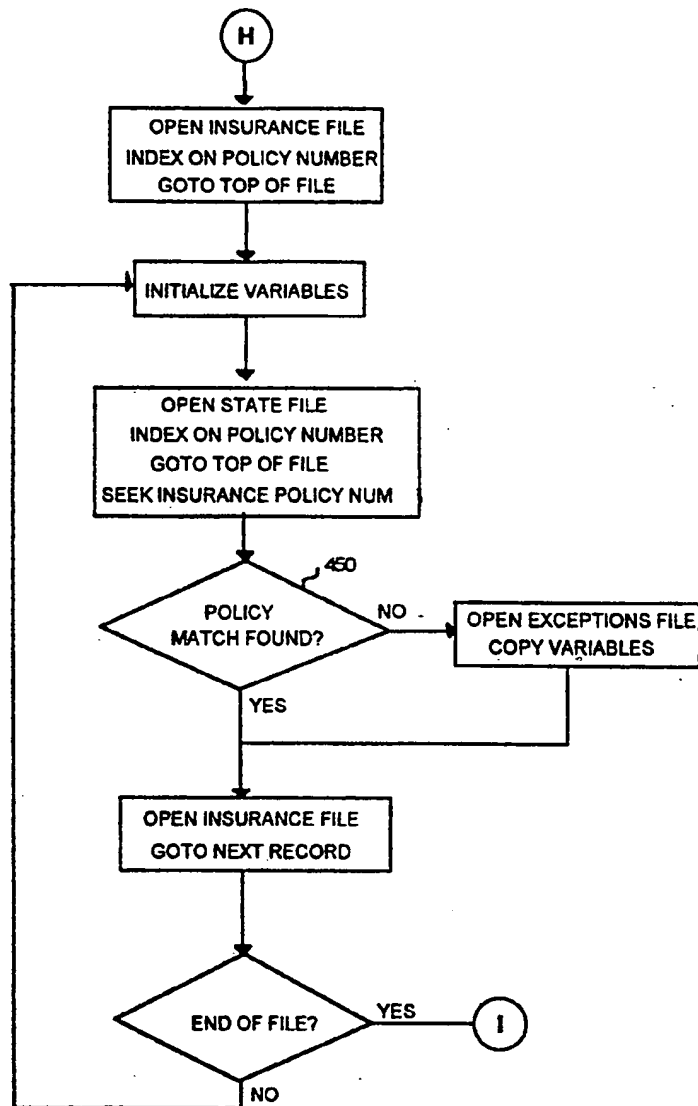 H
OPEN INSURANCE FILE
INDEX ON POLICY NUMBER
GOTO TOP OF FILE
INITIALIZE VARIABLES
OPEN STATE FILE
INDEX ON POLICY NUMBER
GOTO TOP OF FILE
SEEK INSURANCE POLICY NUM
450
POLICY
MATCH FOUND?
NO
OPEN EXCEPTIONS FILE,
COPY VARIABLES
YES
OPEN INSURANCE FILE
GOTO NEXT RECORD
END OF FILE?
YES
I
NO